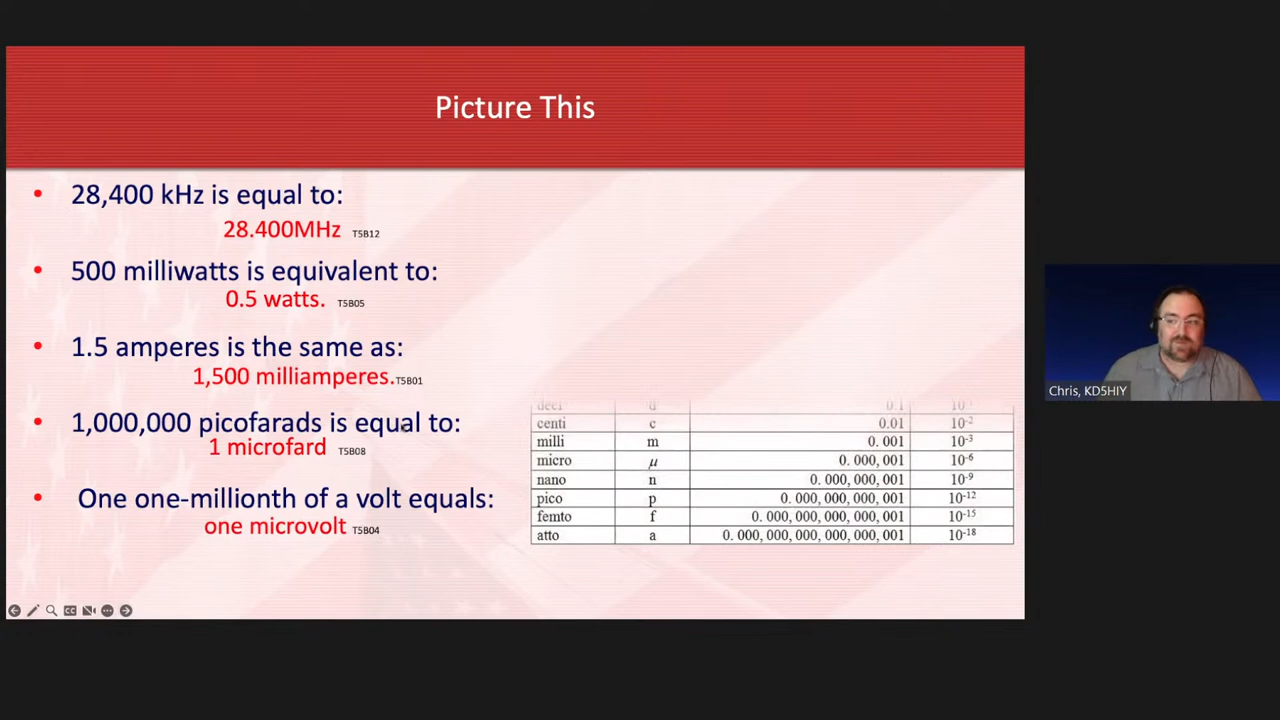 Picture This
• 28,400 kHz is equal to:
28.400MHz T5B12
• 500 milliwatts is equivalent to:
0.5 watts. T5B05
• 1.5 amperes is the same as:
1,500 milliamperes. T5B01
• 1,000,000 picofarads is equal to:
1 microfard T5B08
• One one-millionth of a volt equals:
one microvolt T5B04
deci d 0.1
centi c 0.01 10⁻²
milli m 0. 001 10⁻³
micro μ 0. 000, 001 10⁻⁶
nano n 0. 000, 000, 001 10⁻⁹
pico p 0. 000, 000, 000, 001 10⁻¹²
femto f 0. 000, 000, 000, 000, 001 10⁻¹⁵
atto a 0. 000, 000, 000, 000, 000, 001 10⁻¹⁸
CC
Chris, KD5HIY